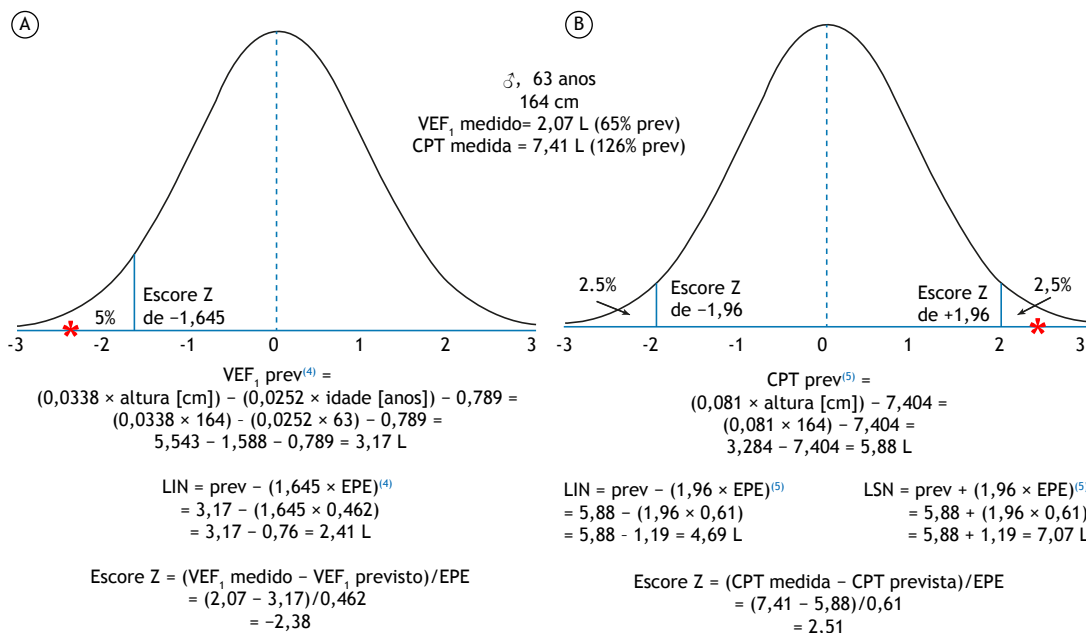 A
B
♂, 63 anos
164 cm
VEF1 medido= 2,07 L (65% prev)
CPT medida = 7,41 L (126% prev)
5%
Escore Z
de −1,645
-3 -2 -1 0 1 2 3
VEF1 prev(4) =
(0,0338 × altura [cm]) − (0,0252 × idade [anos]) − 0,789 =
(0,0338 × 164) - (0,0252 × 63) − 0,789 =
5,543 − 1,588 − 0,789 = 3,17 L
LIN = prev − (1,645 × EPE)(4)
= 3,17 − (1,645 × 0,462)
= 3,17 − 0,76 = 2,41 L
Escore Z = (VEF1 medido − VEF1 previsto)/EPE
= (2,07 − 3,17)/0,462
= −2,38
2.5%
Escore Z
de −1,96
Escore Z
de +1,96
2,5%
-3 -2 -1 0 1 2 3
CPT prev(5) =
(0,081 × altura [cm]) − 7,404 =
(0,081 × 164) − 7,404 =
3,284 − 7,404 = 5,88 L
LIN = prev − (1,96 × EPE)(5)
= 5,88 − (1,96 × 0,61)
= 5,88 - 1,19 = 4,69 L
LSN = prev + (1,96 × EPE)(5)
= 5,88 + (1,96 × 0,61)
= 5,88 + 1,19 = 7,07 L
Escore Z = (CPT medida − CPT prevista)/EPE
= (7,41 − 5,88)/0,61
= 2,51